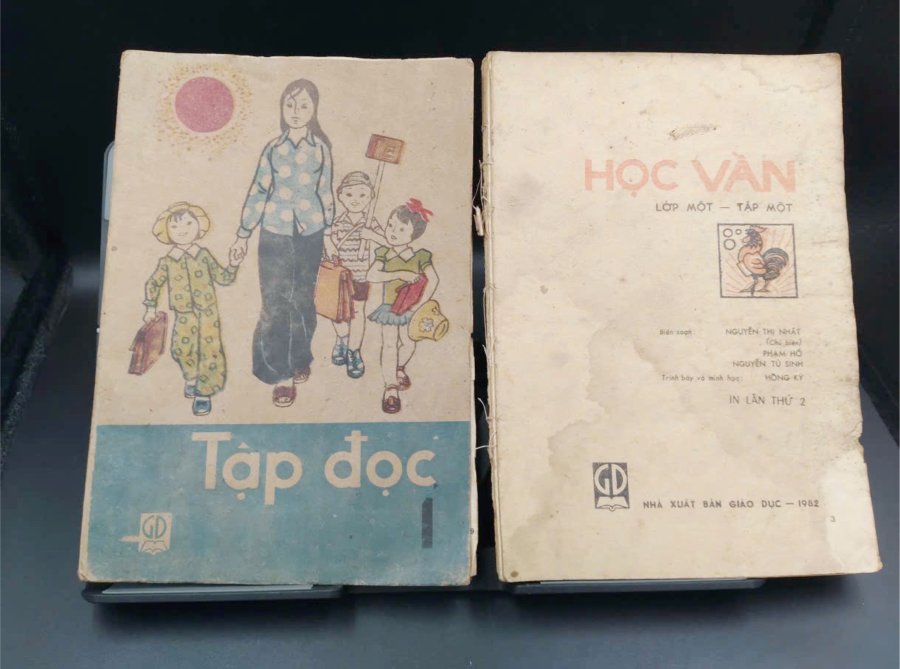 Tập đọc
1
GD
HỌC VẦN
LỚP MỘT — TẬP MỘT
Biên soạn: NGUYỄN THỊ NHẤT
(Chủ biên)
PHẠM HỔ
NGUYỄN TÚ SINH
Trình bày và minh họa: HỒNG KỲ
IN LẦN THỨ 2
GD
NHÀ XUẤT BẢN GIÁO DỤC — 1982
3